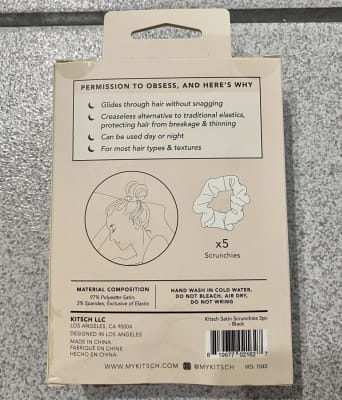 PERMISSION TO OBSESS, AND HERE'S WHY
Glides through hair without snagging
Creaseless alternative to traditional elastics,
protecting hair from breakage & thinning
Can be used day or night
For most hair types & textures
x5
Scrunchies
MATERIAL COMPOSITION
97% Polyester Satin,
3% Spandex, Exclusive of Elastic
HAND WASH IN COLD WATER,
DO NOT BLEACH, AIR DRY,
DO NOT WRING
KITSCH LLC
LOS ANGELES, CA 90004
DESIGNED IN LOS ANGELES
MADE IN CHINA
FABRIQUÉ EN CHINE
HECHO EN CHINA
Kitsch Satin Scrunchies 5pc
- Black
8 19677 02162 7
WWW.MYKITSCH.COM @MYKITSCH VID: 1045